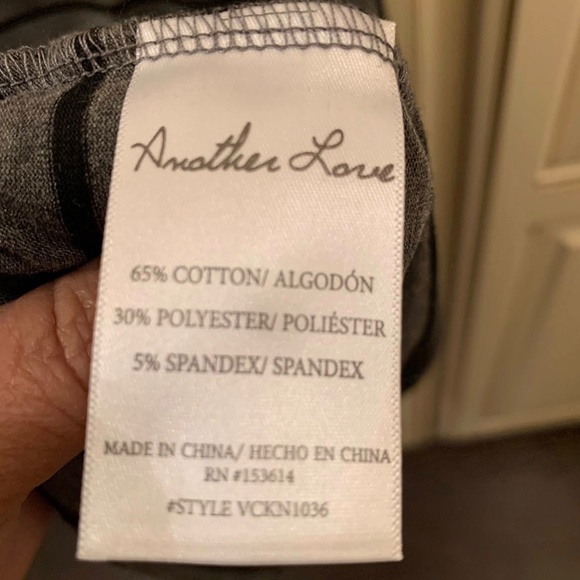 Another Love
65% COTTON/ ALGODÓN
30% POLYESTER/ POLIÉSTER
5% SPANDEX/ SPANDEX
MADE IN CHINA/ HECHO EN CHINA
RN #153614
#STYLE VCKN1036